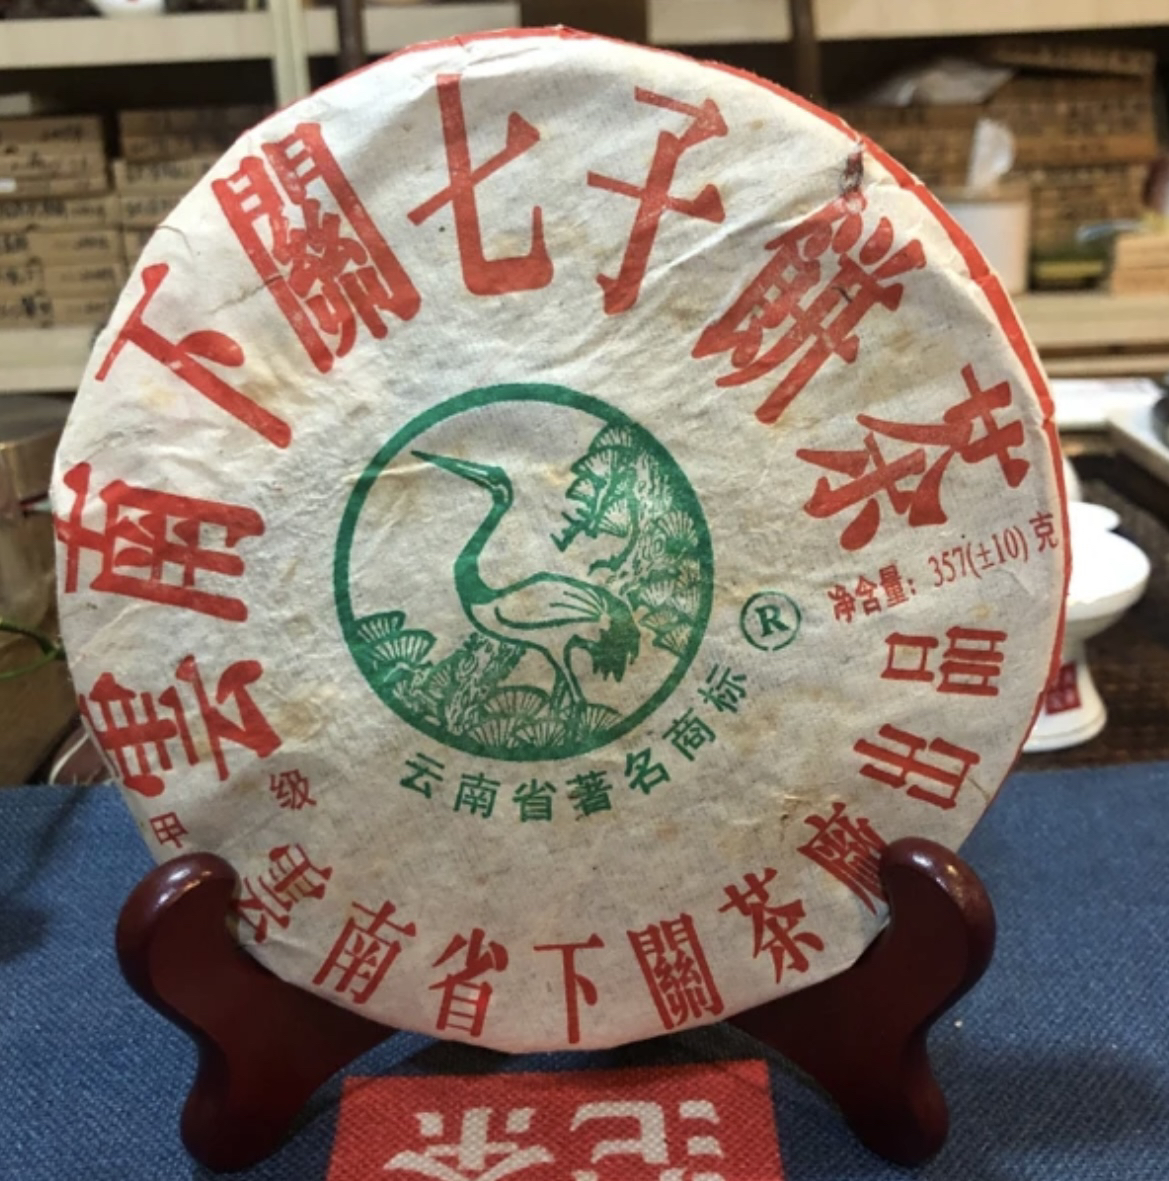 雲南下關七子餅茶
净含量：357(±10)克
®
云南省著名商标
甲级
雲南省下關茶廠出品